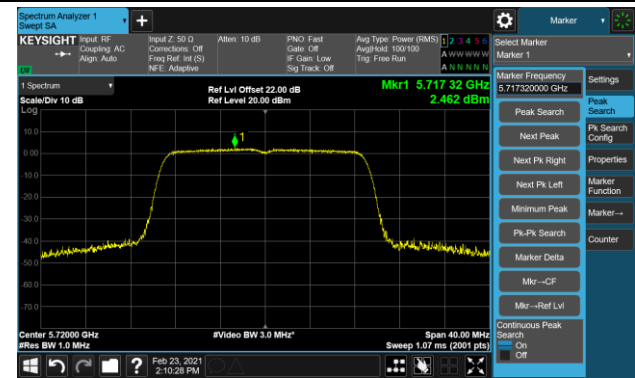 Spectrum Analyzer 1
Swept SA
+
Marker
KEYSIGHT
Input: RF
Coupling: AC
Align: Auto
Input Z: 50 Ω
Corrections: Off
Freq Ref: Int (S)
NFE: Adaptive
Atten: 10 dB
PNO: Fast
Gate: Off
IF Gain: Low
Sig Track: Off
Avg Type: Power (RMS)
Avg|Hold: 100/100
Trig: Free Run
1 2 3 4 5 6
A W W W W W
A N N N N N
Select Marker
Marker 1
1 Spectrum
Scale/Div 10 dB
Log
Ref Lvl Offset 22.00 dB
Ref Level 20.00 dBm
Mkr1 5.717 32 GHz
2.462 dBm
10.0
0.00
-10.0
-20.0
-30.0
-40.0
-50.0
-60.0
-70.0
1
Center 5.72000 GHz
#Res BW 1.0 MHz
#Video BW 3.0 MHz*
Span 40.00 MHz
Sweep 1.07 ms (2001 pts)
Marker Frequency
5.717320000 GHz
Peak Search
Next Peak
Next Pk Right
Next Pk Left
Minimum Peak
Pk-Pk Search
Marker Delta
Mkr→CF
Mkr→Ref Lvl
Continuous Peak
Search
On
Off
Settings
Peak
Search
Pk Search
Config
Properties
Marker
Function
Marker→
Counter
?
Feb 23, 2021
2:10:28 PM